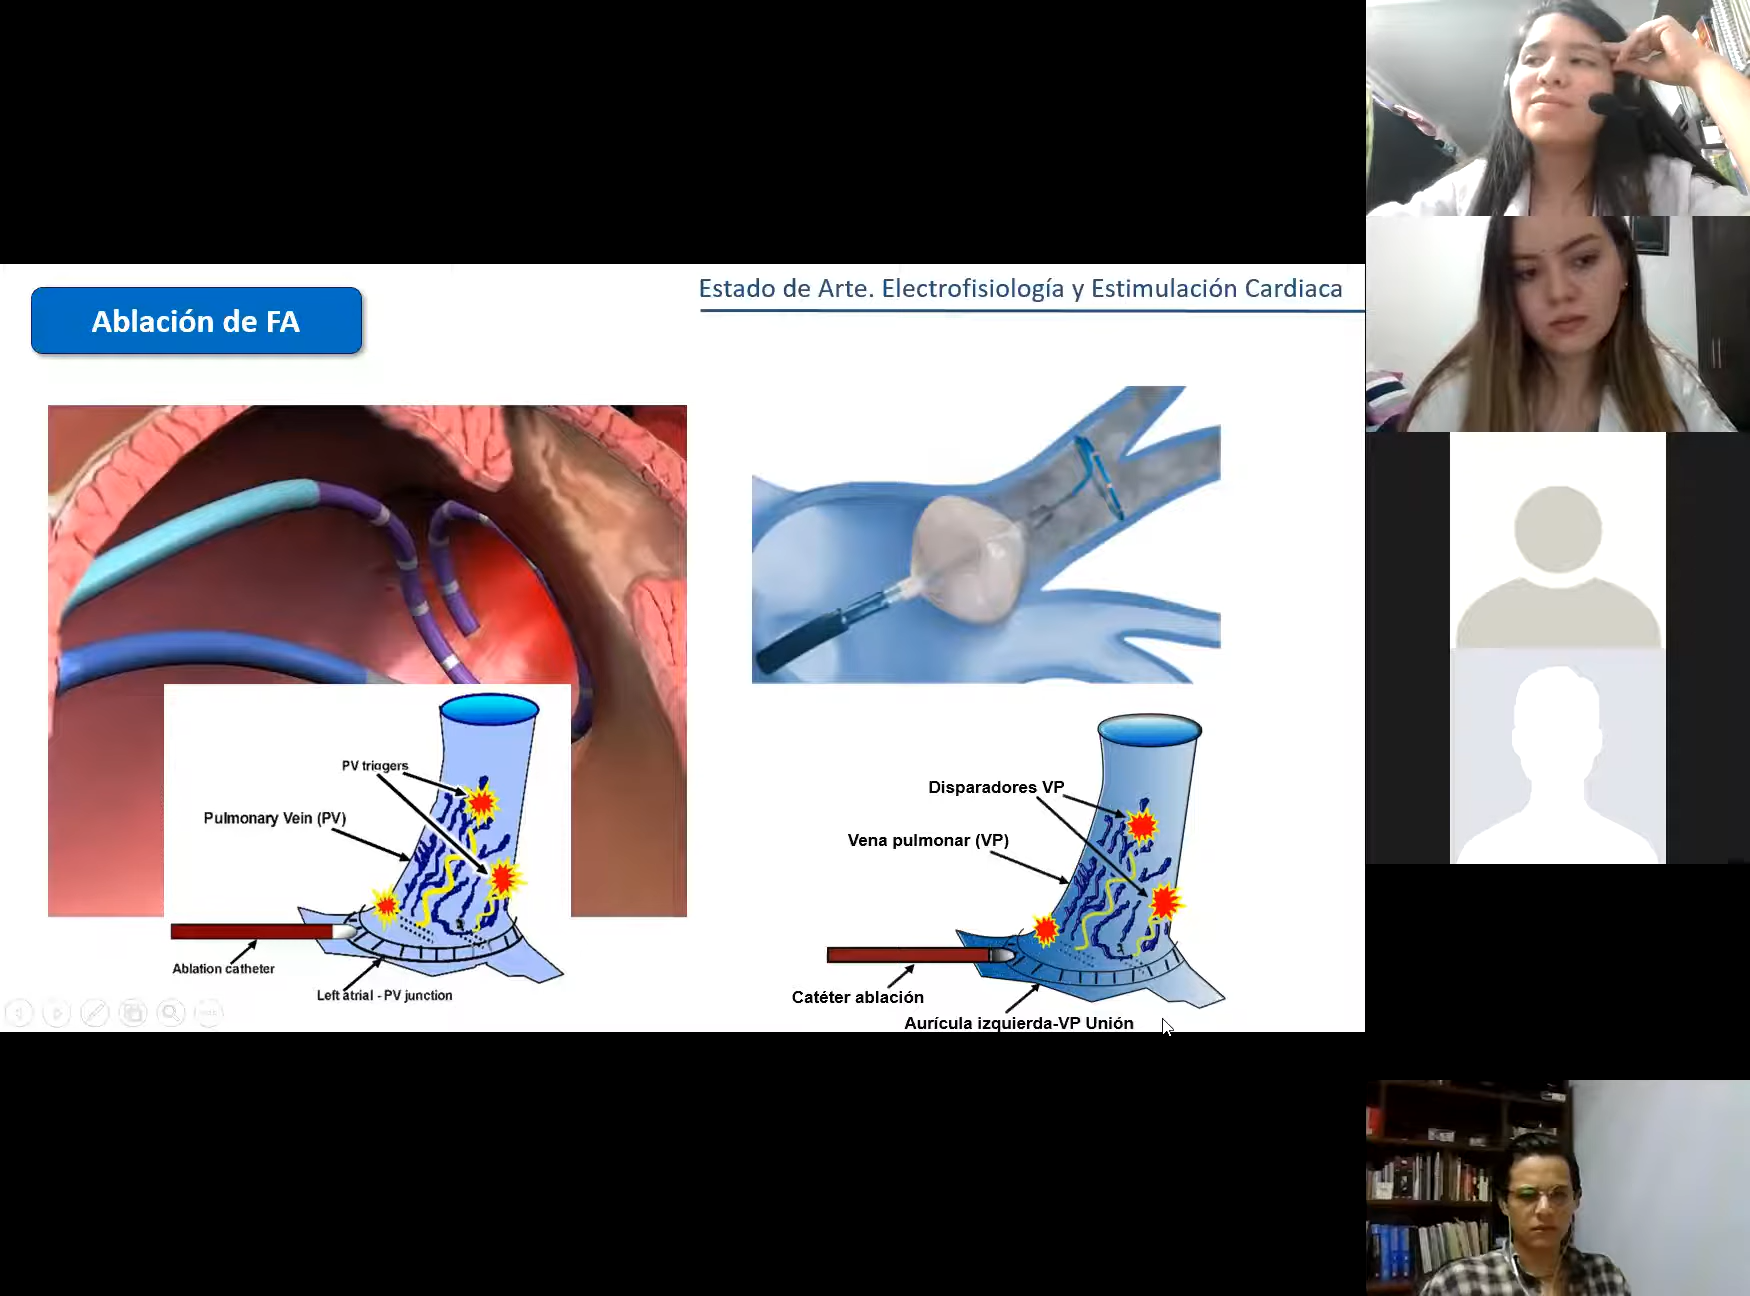 Estado de Arte. Electrofisiología y Estimulación Cardiaca
Ablación de FA
PV triggers
Pulmonary Vein (PV)
Ablation catheter
Left atrial - PV junction
Disparadores VP
Vena pulmonar (VP)
Catéter ablación
Aurícula izquierda-VP Unión